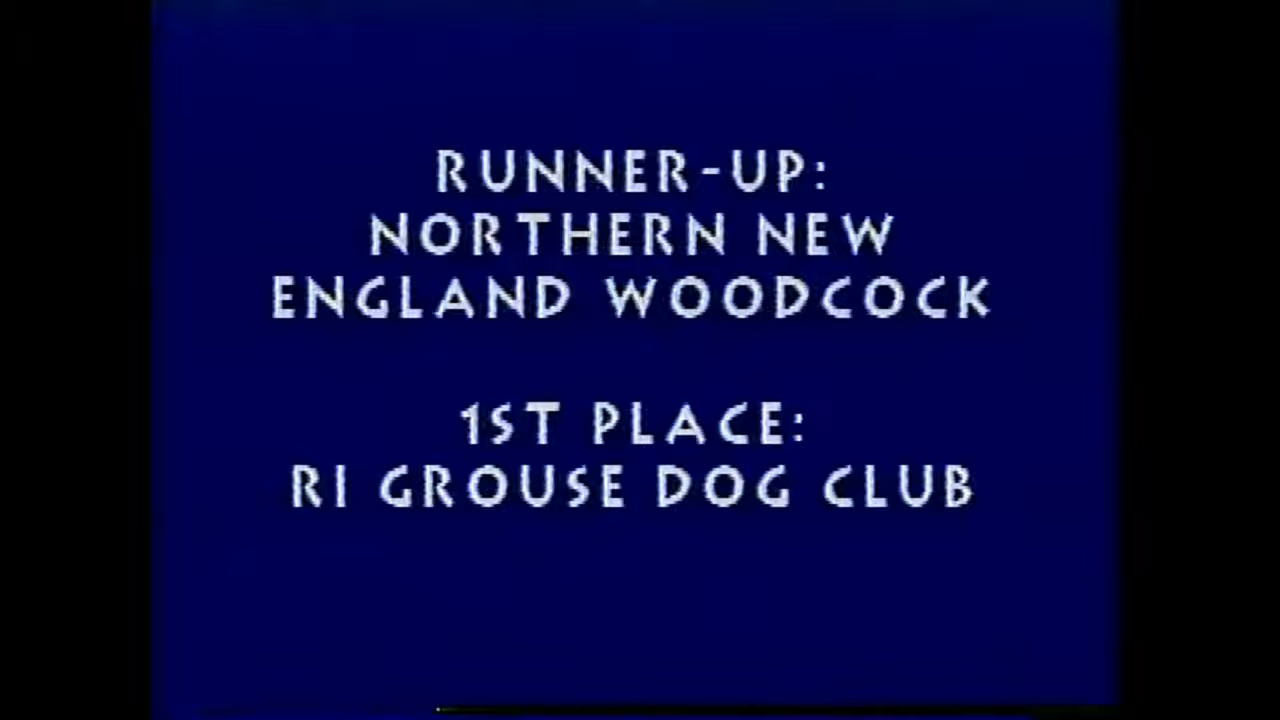 RUNNER-UP:
NORTHERN NEW
ENGLAND WOODCOCK
1ST PLACE:
RI GROUSE DOG CLUB